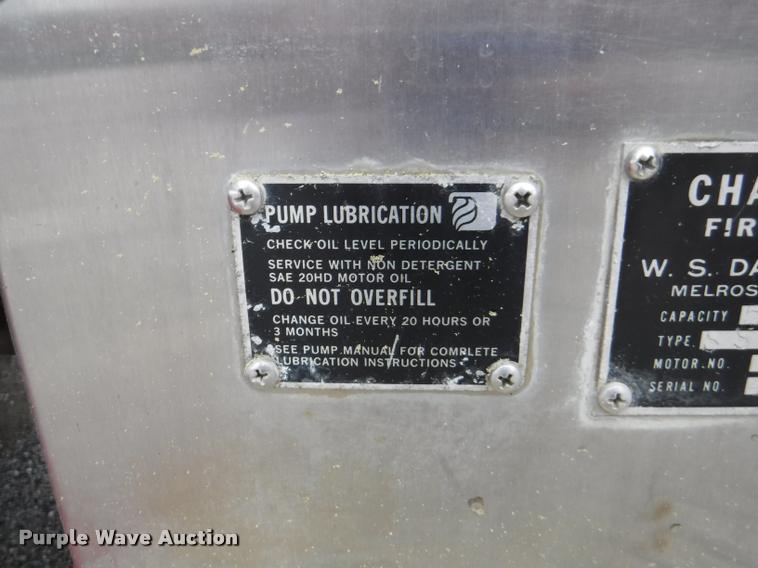 PUMP LUBRICATION
CHECK OIL LEVEL PERIODICALLY
SERVICE WITH NON DETERGENT
SAE 20HD MOTOR OIL
DO NOT OVERFILL
CHANGE OIL EVERY 20 HOURS OR
3 MONTHS
SEE PUMP MANUAL FOR COMPLETE
LUBRICATION INSTRUCTIONS
CHA
FIR
W. S. DA
MELROS
CAPACITY
TYPE.
MOTOR.NO.
SERIAL NO.
Purple Wave Auction